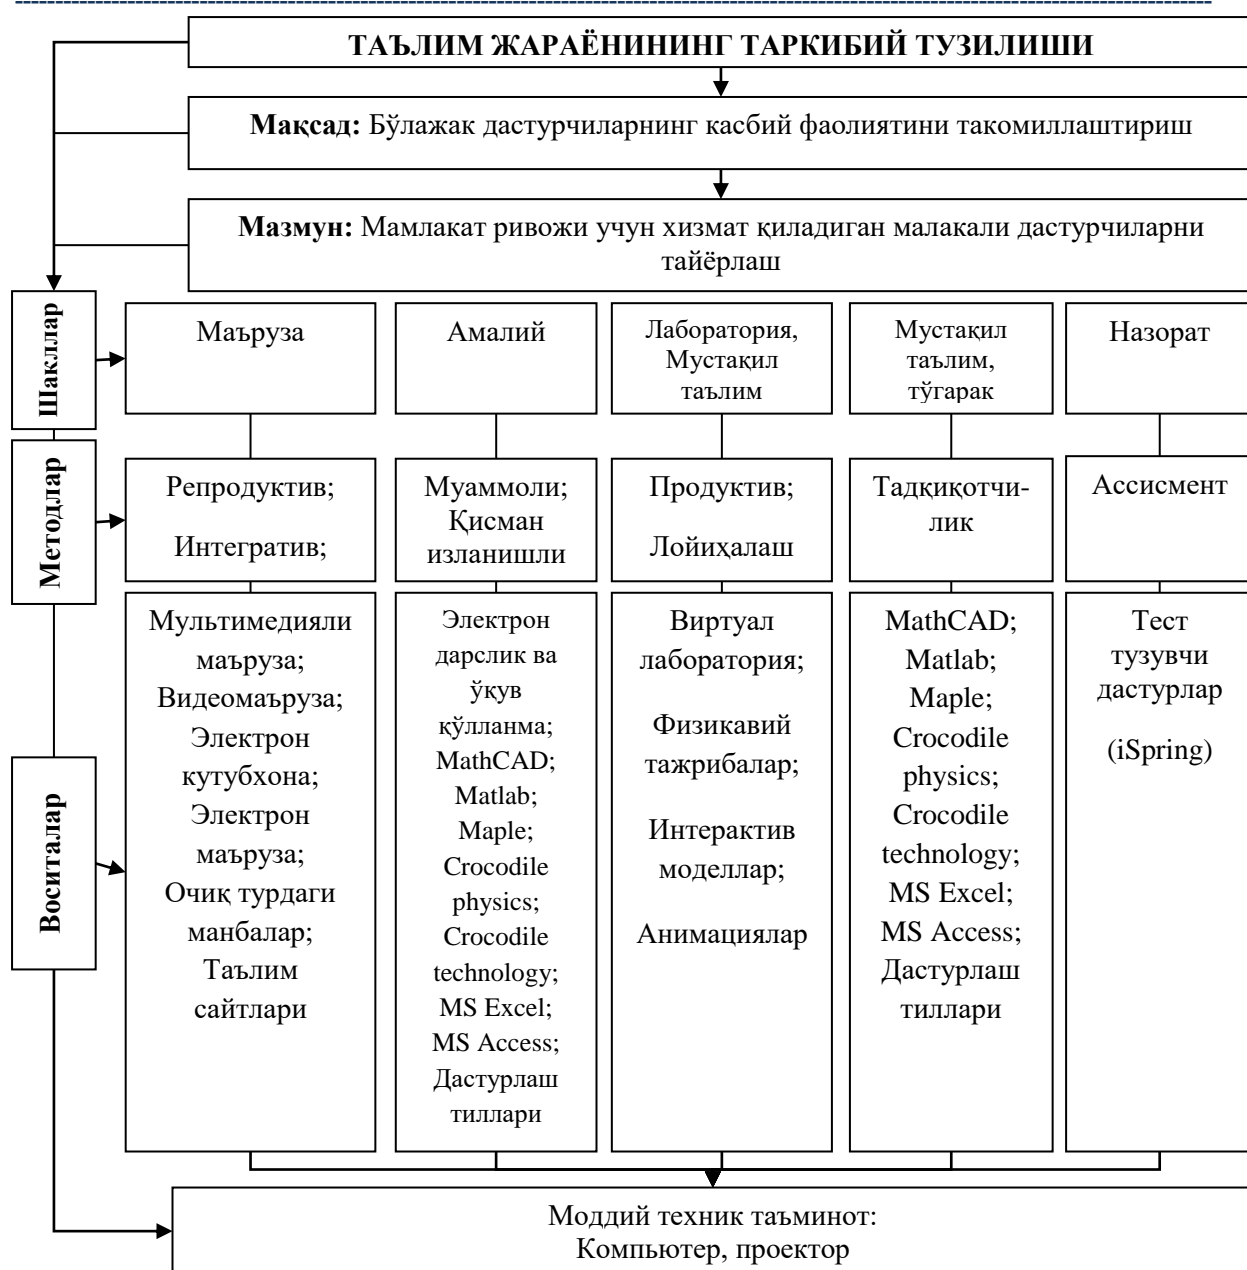 ТАЪЛИМ ЖАРАЁНИНИНГ ТАРКИБИЙ ТУЗИЛИШИ
Мақсад: Бўлажак дастурчиларнинг касбий фаолиятини такомиллаштириш
Мазмун: Мамлакат ривожи учун хизмат қиладиган малакали дастурчиларни
тайёрлаш
Шакллар
Маъруза
Амалий
Лаборатория,
Мустақил
таълим
Мустақил
таълим,
тўгарак
Назорат
Методлар
Репродуктив;
Интегратив;
Муаммоли;
Қисман
изланишли
Продуктив;
Лойиҳалаш
Тадқиқотчи-
лик
Ассисмент
Воситалар
Мультимедияли
маъруза;
Видеомаъруза;
Электрон
кутубхона;
Электрон
маъруза;
Очиқ турдаги
манбалар;
Таълим
сайтлари
Электрон
дарслик ва
ўқув
қўлланма;
MathCAD;
Matlab;
Maple;
Crocodile
physics;
Crocodile
technology;
MS Excel;
MS Access;
Дастурлаш
тиллари
Виртуал
лаборатория;
Физикавий
тажрибалар;
Интерактив
моделлар;
Анимациялар
MathCAD;
Matlab;
Maple;
Crocodile
physics;
Crocodile
technology;
MS Excel;
MS Access;
Дастурлаш
тиллари
Тест
тузувчи
дастурлар
(iSpring)
Моддий техник таъминот:
Компьютер, проектор